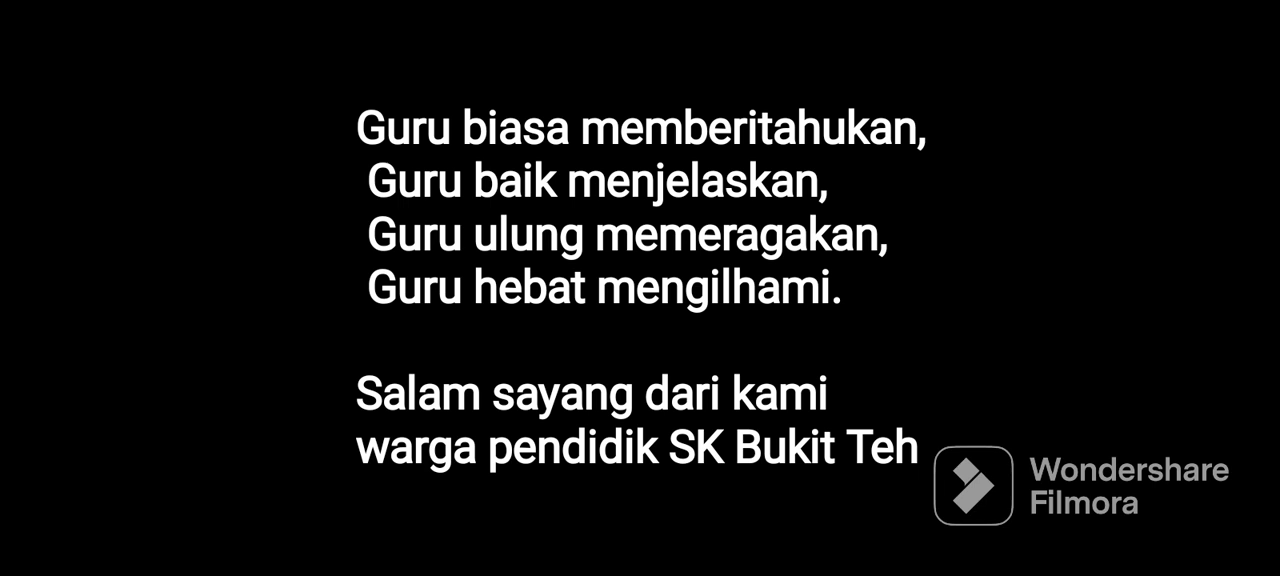 Guru biasa memberitahukan,
Guru baik menjelaskan,
Guru ulung memeragakan,
Guru hebat mengilhami.
Salam sayang dari kami
warga pendidik SK Bukit Teh
Wondershare
Filmora